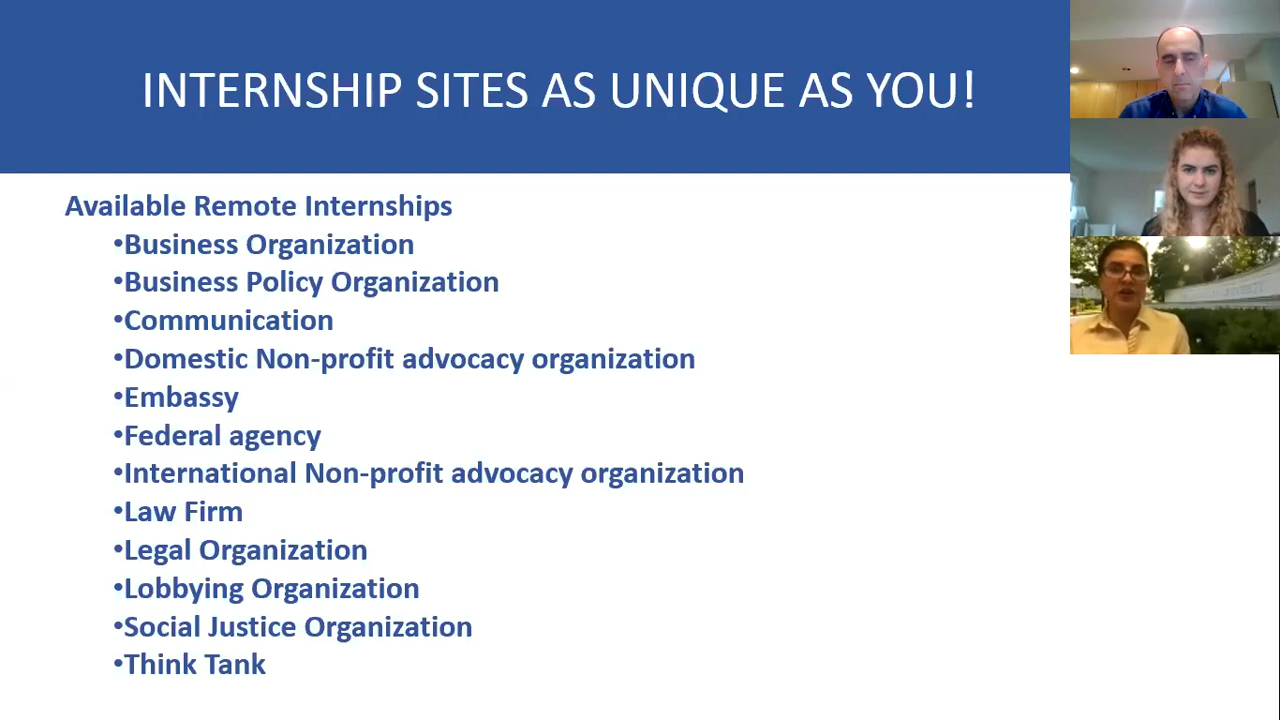 INTERNSHIP SITES AS UNIQUE AS YOU!
Available Remote Internships
•Business Organization
•Business Policy Organization
•Communication
•Domestic Non-profit advocacy organization
•Embassy
•Federal agency
•International Non-profit advocacy organization
•Law Firm
•Legal Organization
•Lobbying Organization
•Social Justice Organization
•Think Tank